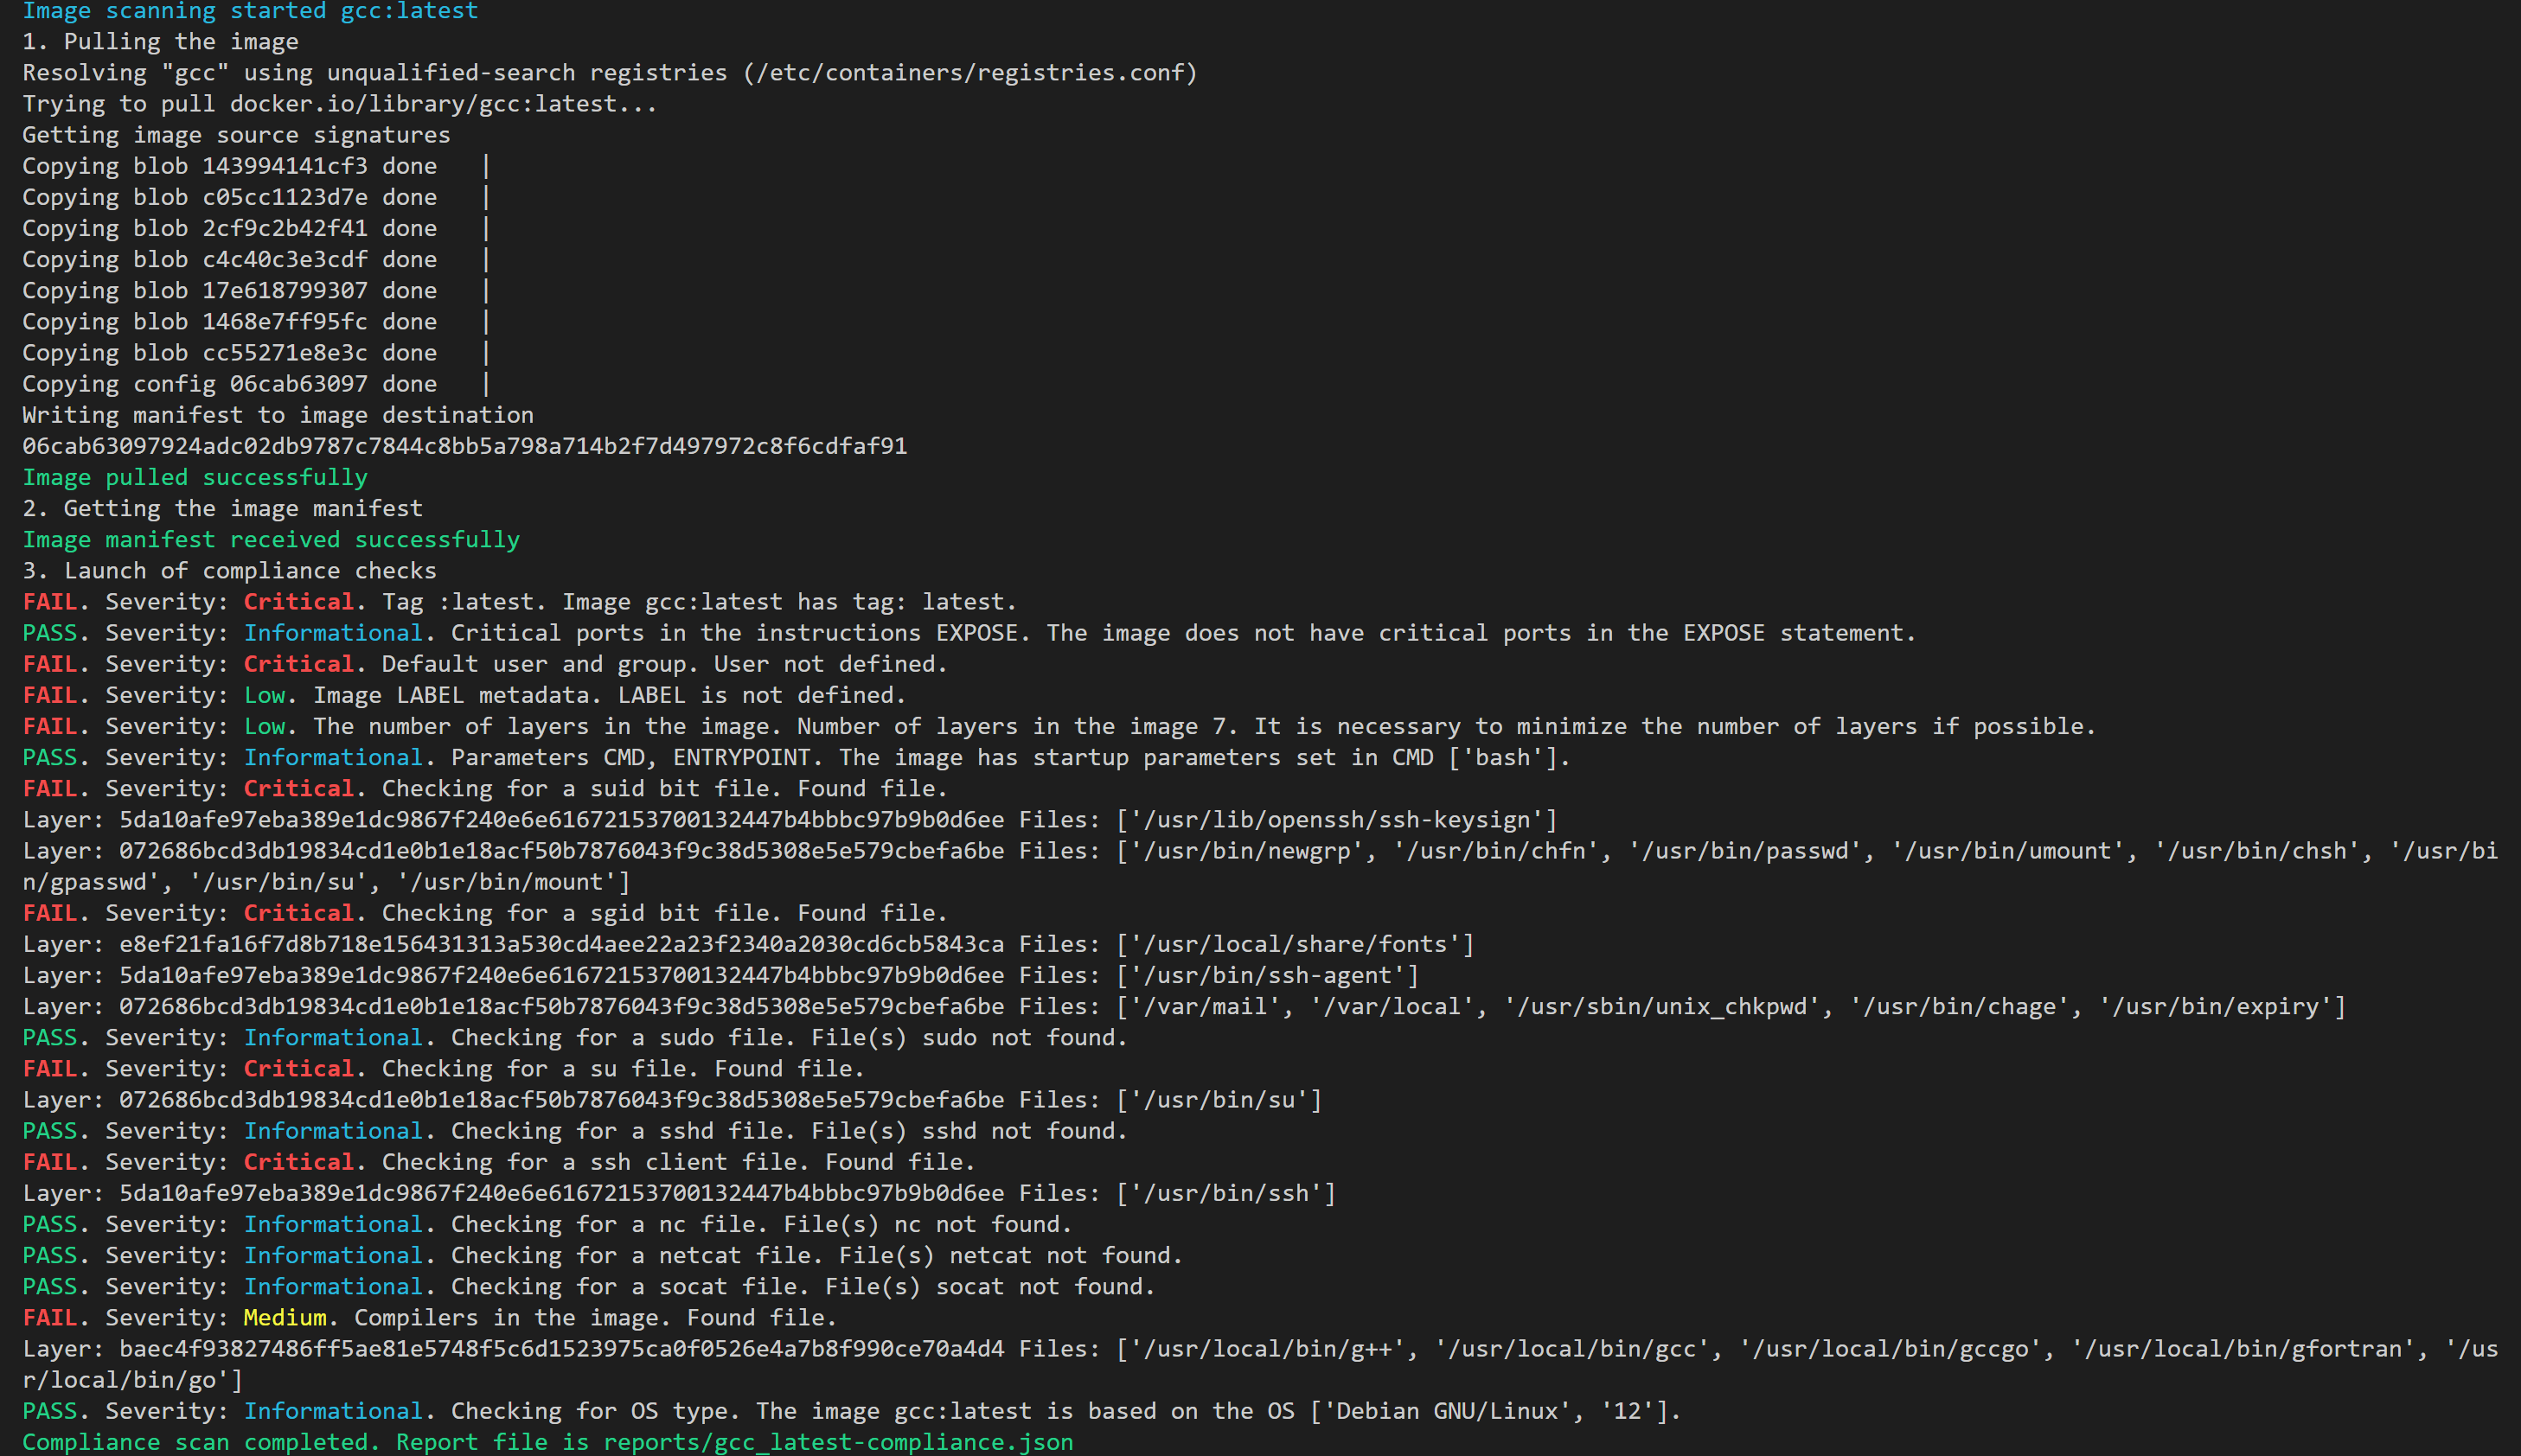 Image scanning started gcc:latest
1. Pulling the image
Resolving "gcc" using unqualified-search registries (/etc/containers/registries.conf)
Trying to pull docker.io/library/gcc:latest...
Getting image source signatures
Copying blob 143994141cf3 done   |
Copying blob c05cc1123d7e done   |
Copying blob 2cf9c2b42f41 done   |
Copying blob c4c40c3e3cdf done   |
Copying blob 17e618799307 done   |
Copying blob 1468e7ff95fc done   |
Copying blob cc55271e8e3c done   |
Copying config 06cab63097 done   |
Writing manifest to image destination
06cab63097924adc02db9787c7844c8bb5a798a714b2f7d497972c8f6cdfaf91
Image pulled successfully
2. Getting the image manifest
Image manifest received successfully
3. Launch of compliance checks
FAIL. Severity: Critical. Tag :latest. Image gcc:latest has tag: latest.
PASS. Severity: Informational. Critical ports in the instructions EXPOSE. The image does not have critical ports in the EXPOSE statement.
FAIL. Severity: Critical. Default user and group. User not defined.
FAIL. Severity: Low. Image LABEL metadata. LABEL is not defined.
FAIL. Severity: Low. The number of layers in the image. Number of layers in the image 7. It is necessary to minimize the number of layers if possible.
PASS. Severity: Informational. Parameters CMD, ENTRYPOINT. The image has startup parameters set in CMD ['bash'].
FAIL. Severity: Critical. Checking for a suid bit file. Found file.
Layer: 5da10afe97eba389e1dc9867f240e6e61672153700132447b4bbbc97b9b0d6ee Files: ['/usr/lib/openssh/ssh-keysign']
Layer: 072686bcd3db19834cd1e0b1e18acf50b7876043f9c38d5308e5e579cbefa6be Files: ['/usr/bin/newgrp', '/usr/bin/chfn', '/usr/bin/passwd', '/usr/bin/umount', '/usr/bin/chsh', '/usr/bi
n/gpasswd', '/usr/bin/su', '/usr/bin/mount']
FAIL. Severity: Critical. Checking for a sgid bit file. Found file.
Layer: e8ef21fa16f7d8b718e156431313a530cd4aee22a23f2340a2030cd6cb5843ca Files: ['/usr/local/share/fonts']
Layer: 5da10afe97eba389e1dc9867f240e6e61672153700132447b4bbbc97b9b0d6ee Files: ['/usr/bin/ssh-agent']
Layer: 072686bcd3db19834cd1e0b1e18acf50b7876043f9c38d5308e5e579cbefa6be Files: ['/var/mail', '/var/local', '/usr/sbin/unix_chkpwd', '/usr/bin/chage', '/usr/bin/expiry']
PASS. Severity: Informational. Checking for a sudo file. File(s) sudo not found.
FAIL. Severity: Critical. Checking for a su file. Found file.
Layer: 072686bcd3db19834cd1e0b1e18acf50b7876043f9c38d5308e5e579cbefa6be Files: ['/usr/bin/su']
PASS. Severity: Informational. Checking for a sshd file. File(s) sshd not found.
FAIL. Severity: Critical. Checking for a ssh client file. Found file.
Layer: 5da10afe97eba389e1dc9867f240e6e61672153700132447b4bbbc97b9b0d6ee Files: ['/usr/bin/ssh']
PASS. Severity: Informational. Checking for a nc file. File(s) nc not found.
PASS. Severity: Informational. Checking for a netcat file. File(s) netcat not found.
PASS. Severity: Informational. Checking for a socat file. File(s) socat not found.
FAIL. Severity: Medium. Compilers in the image. Found file.
Layer: baec4f93827486ff5ae81e5748f5c6d1523975ca0f0526e4a7b8f990ce70a4d4 Files: ['/usr/local/bin/g++', '/usr/local/bin/gcc', '/usr/local/bin/gccgo', '/usr/local/bin/gfortran', '/us
r/local/bin/go']
PASS. Severity: Informational. Checking for OS type. The image gcc:latest is based on the OS ['Debian GNU/Linux', '12'].
Compliance scan completed. Report file is reports/gcc_latest-compliance.json